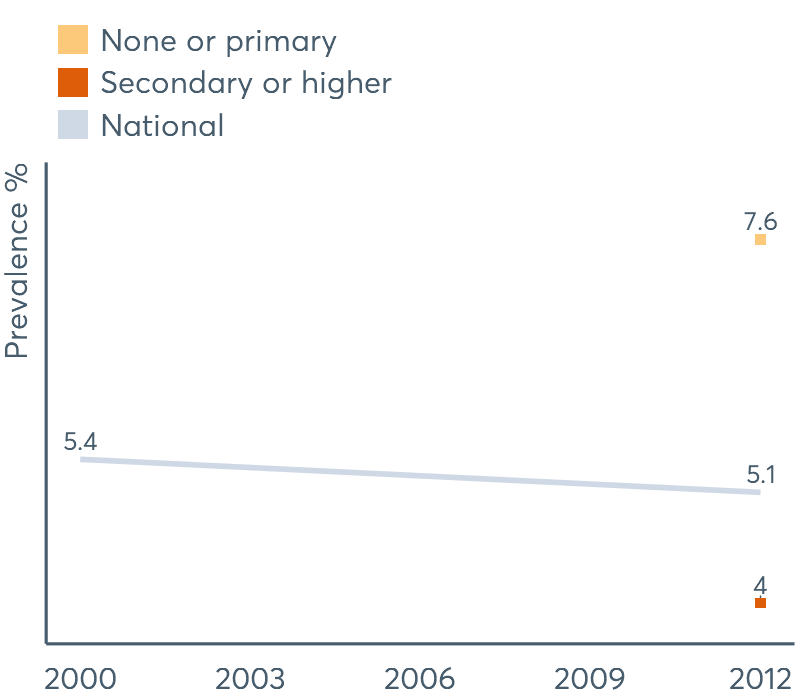 None or primary
Secondary or higher
National
Prevalence %
7.6
5.4
5.1
4
2000 2003 2006 2009 2012